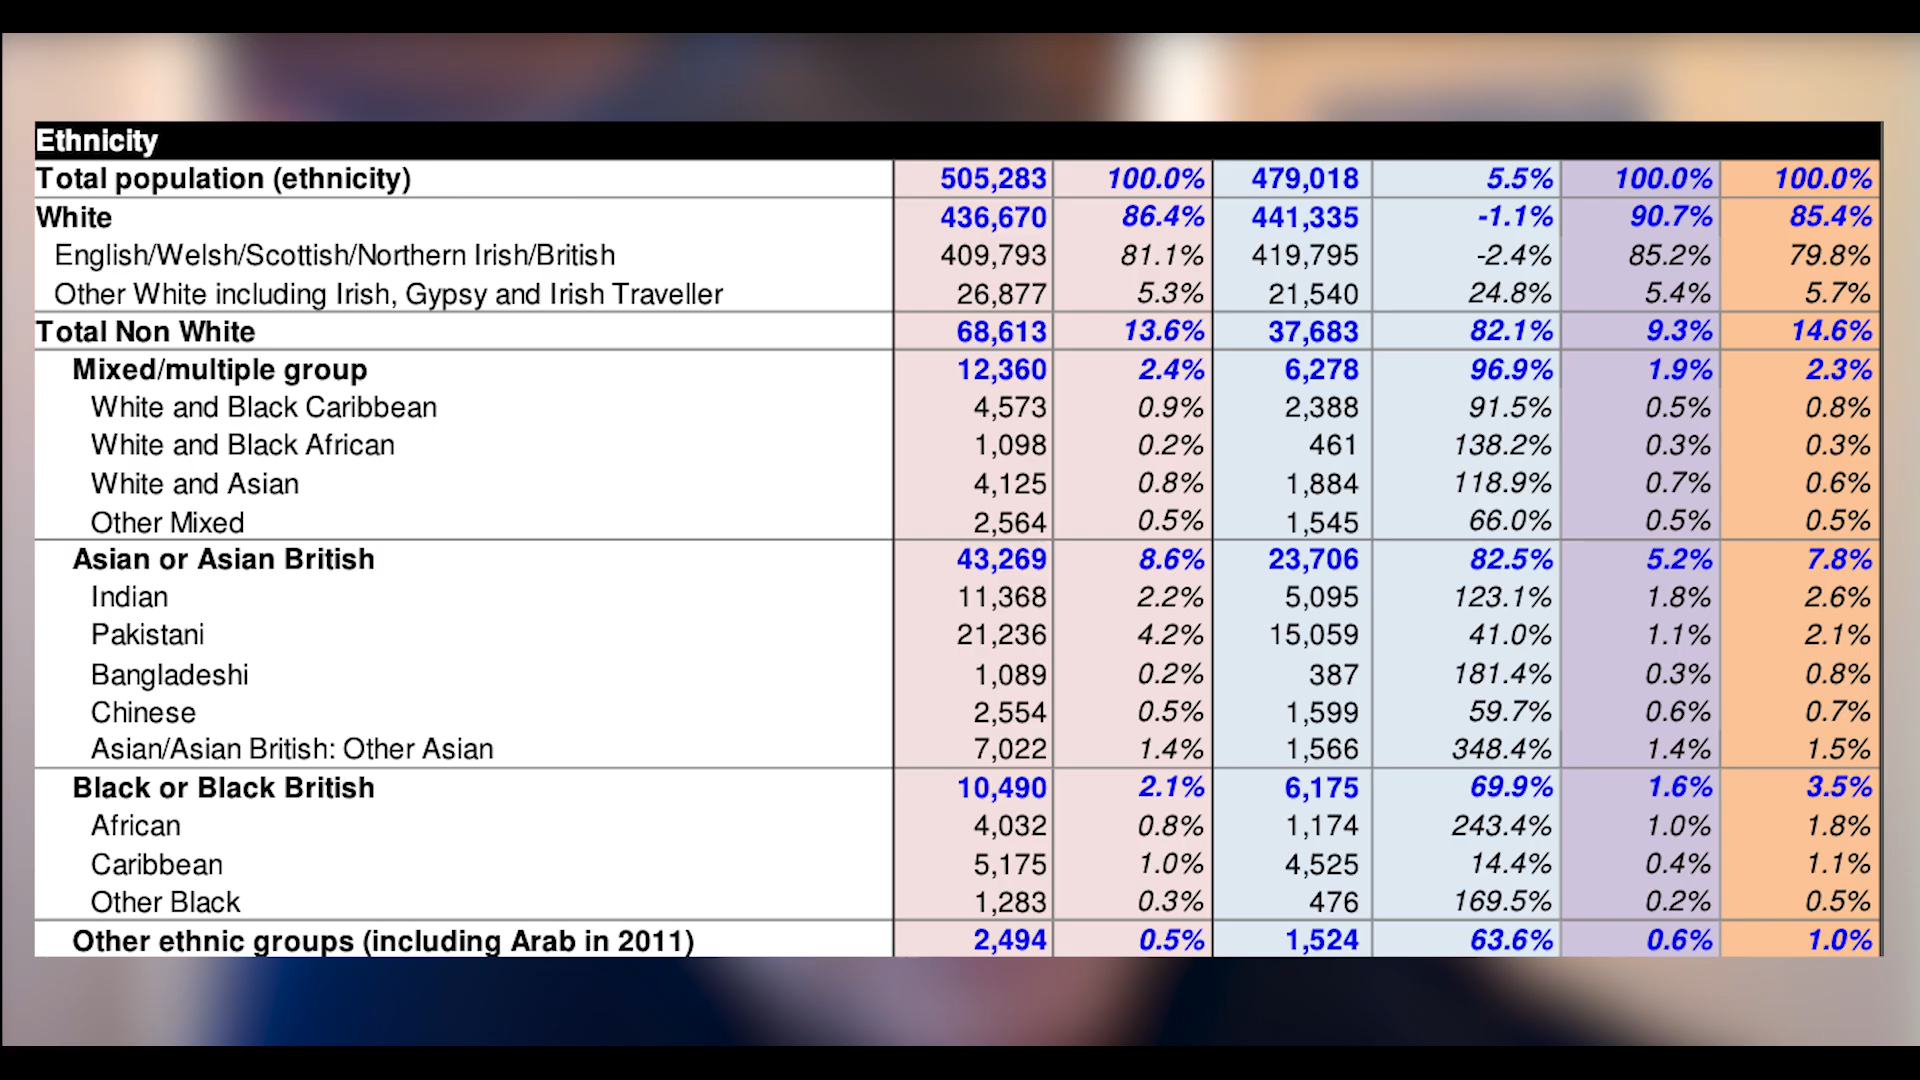 Ethnicity
Total population (ethnicity) 505,283 100.0% 479,018 5.5% 100.0% 100.0%
White 436,670 86.4% 441,335 -1.1% 90.7% 85.4%
English/Welsh/Scottish/Northern Irish/British 409,793 81.1% 419,795 -2.4% 85.2% 79.8%
Other White including Irish, Gypsy and Irish Traveller 26,877 5.3% 21,540 24.8% 5.4% 5.7%
Total Non White 68,613 13.6% 37,683 82.1% 9.3% 14.6%
Mixed/multiple group 12,360 2.4% 6,278 96.9% 1.9% 2.3%
White and Black Caribbean 4,573 0.9% 2,388 91.5% 0.5% 0.8%
White and Black African 1,098 0.2% 461 138.2% 0.3% 0.3%
White and Asian 4,125 0.8% 1,884 118.9% 0.7% 0.6%
Other Mixed 2,564 0.5% 1,545 66.0% 0.5% 0.5%
Asian or Asian British 43,269 8.6% 23,706 82.5% 5.2% 7.8%
Indian 11,368 2.2% 5,095 123.1% 1.8% 2.6%
Pakistani 21,236 4.2% 15,059 41.0% 1.1% 2.1%
Bangladeshi 1,089 0.2% 387 181.4% 0.3% 0.8%
Chinese 2,554 0.5% 1,599 59.7% 0.6% 0.7%
Asian/Asian British: Other Asian 7,022 1.4% 1,566 348.4% 1.4% 1.5%
Black or Black British 10,490 2.1% 6,175 69.9% 1.6% 3.5%
African 4,032 0.8% 1,174 243.4% 1.0% 1.8%
Caribbean 5,175 1.0% 4,525 14.4% 0.4% 1.1%
Other Black 1,283 0.3% 476 169.5% 0.2% 0.5%
Other ethnic groups (including Arab in 2011) 2,494 0.5% 1,524 63.6% 0.6% 1.0%